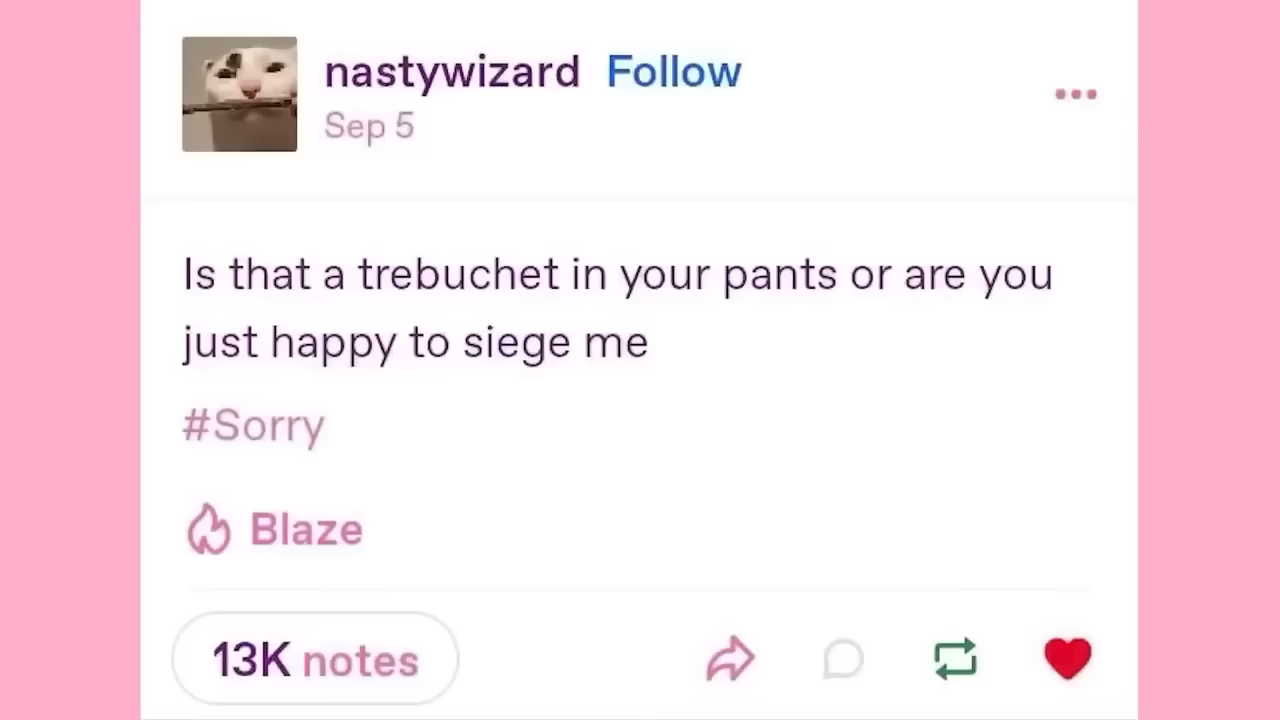 nastywizard Follow
Sep 5
Is that a trebuchet in your pants or are you
just happy to siege me
#Sorry
Blaze
13K notes